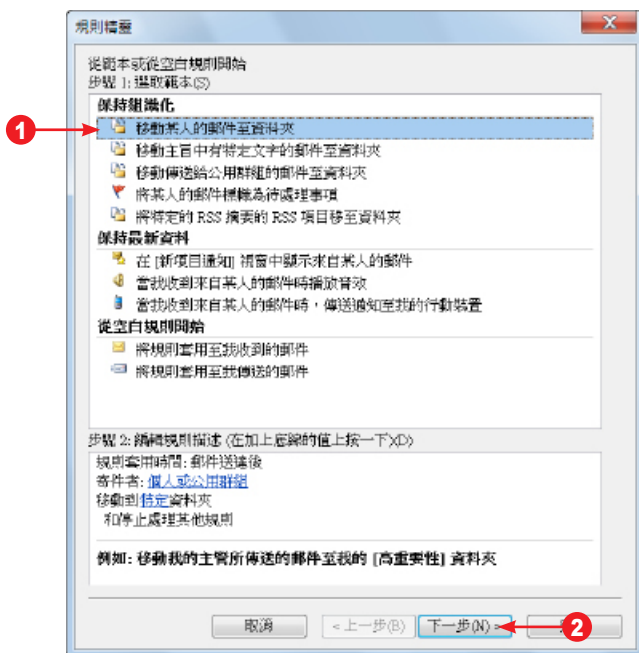 規則精靈
從範本或從空白規則開始
步驟 1: 選取範本(S)
保持組織化
1
移動某人的郵件至資料夾
移動主旨中有特定文字的郵件至資料夾
移動傳送給公用群組的郵件至資料夾
將某人的郵件標幟為待處理事項
將特定的 RSS 摘要的 RSS 項目移至資料夾
保持最新資料
在 [新項目通知] 視窗中顯示來自某人的郵件
當我收到來自某人的郵件時播放音效
當我收到來自某人的郵件時，傳送通知至我的行動裝置
從空白規則開始
將規則套用至我收到的郵件
將規則套用至我傳送的郵件
步驟 2: 編輯規則描述 (在加上底線的值上按一下)(D)
規則套用時間: 郵件送達後
寄件者: 個人或公用群組
移動到特定資料夾
和停止處理其他規則
例如: 移動我的主管所傳送的郵件至我的 [高重要性] 資料夾
取消 <上一步(B) 下一步(N) 2